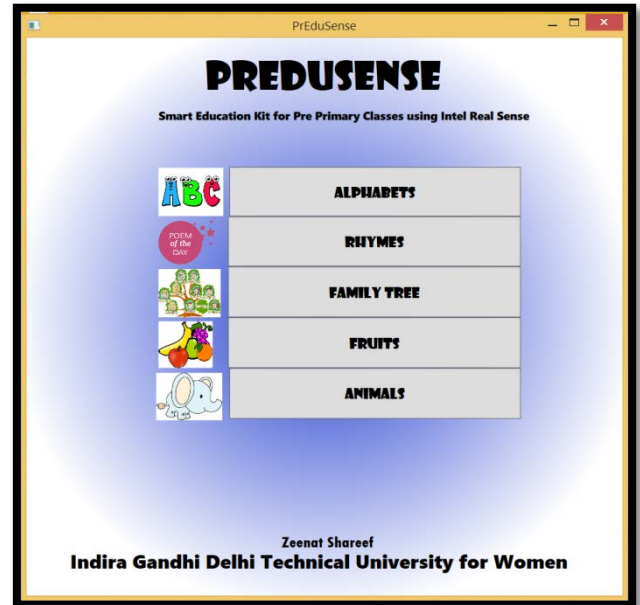 PrEduSense
PREDUSENSE
Smart Education Kit for Pre Primary Classes using Intel Real Sense
ABC
ALPHABETS
POEM
of the
DAY
RHYMES
FAMILY TREE
FRUITS
ANIMALS
Zeenat Shareef
Indira Gandhi Delhi Technical University for Women